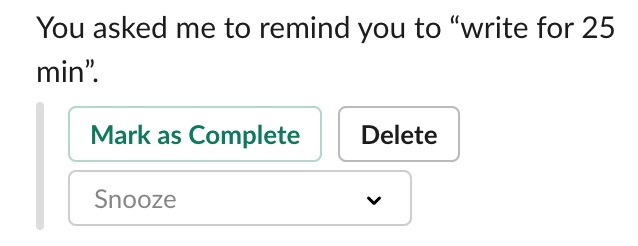 You asked me to remind you to “write for 25
min”.
Mark as Complete
Delete
Snooze